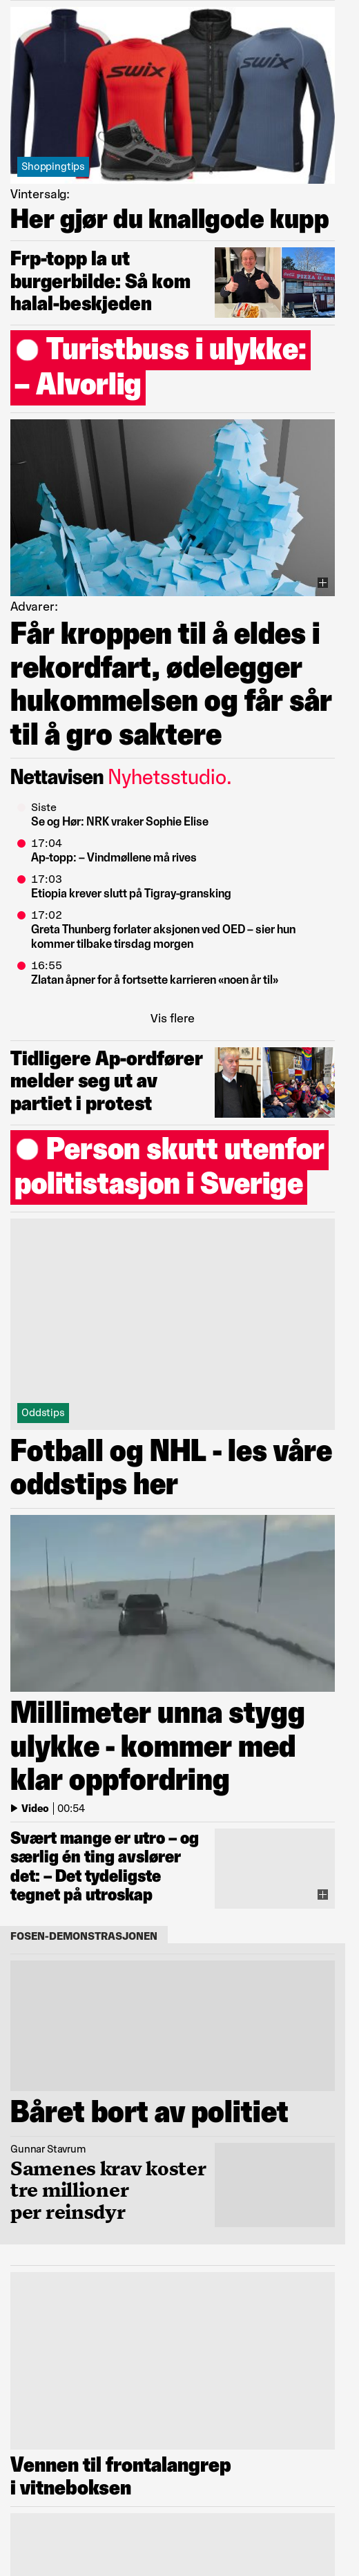 SWIX
SWIX
Shoppingtips
Vintersalg:
Her gjør du knallgode kupp
Frp-topp la ut
burgerbilde: Så kom
halal-beskjeden
Turistbuss i ulykke:
– Alvorlig
Advarer:
Får kroppen til å eldes i
rekordfart, ødelegger
hukommelsen og får sår
til å gro saktere
Nettavisen Nyhetsstudio.
Siste
Se og Hør: NRK vraker Sophie Elise
17:04
Ap-topp: – Vindmøllene må rives
17:03
Etiopia krever slutt på Tigray-gransking
17:02
Greta Thunberg forlater aksjonen ved OED – sier hun
kommer tilbake tirsdag morgen
16:55
Zlatan åpner for å fortsette karrieren «noen år til»
Vis flere
Tidligere Ap-ordfører
melder seg ut av
partiet i protest
Person skutt utenfor
politistasjon i Sverige
Oddstips
Fotball og NHL - les våre
oddstips her
Millimeter unna stygg
ulykke - kommer med
klar oppfordring
Video | 00:54
Svært mange er utro – og
særlig én ting avslører
det: – Det tydeligste
tegnet på utroskap
FOSEN-DEMONSTRASJONEN
Båret bort av politiet
Gunnar Stavrum
Samenes krav koster
tre millioner
per reinsdyr
Vennen til frontalangrep
i vitneboksen